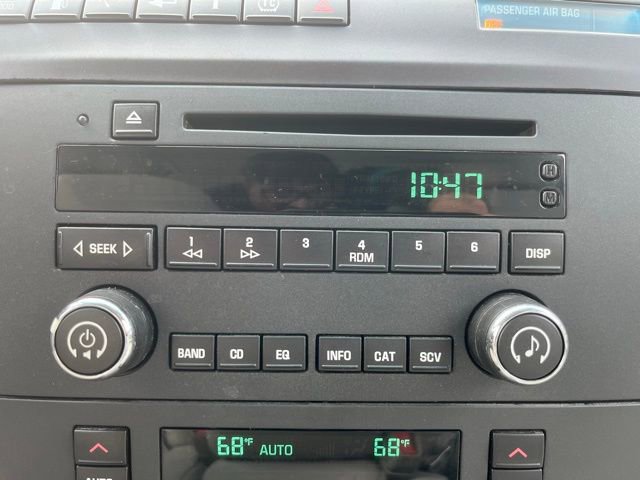 PASSENGER AIR BAG
10:47
H
M
SEEK
1 2 3 4 5 6
RDM
DISP
BAND CD EQ INFO CAT SCV
68°F AUTO 68°F
AUTO